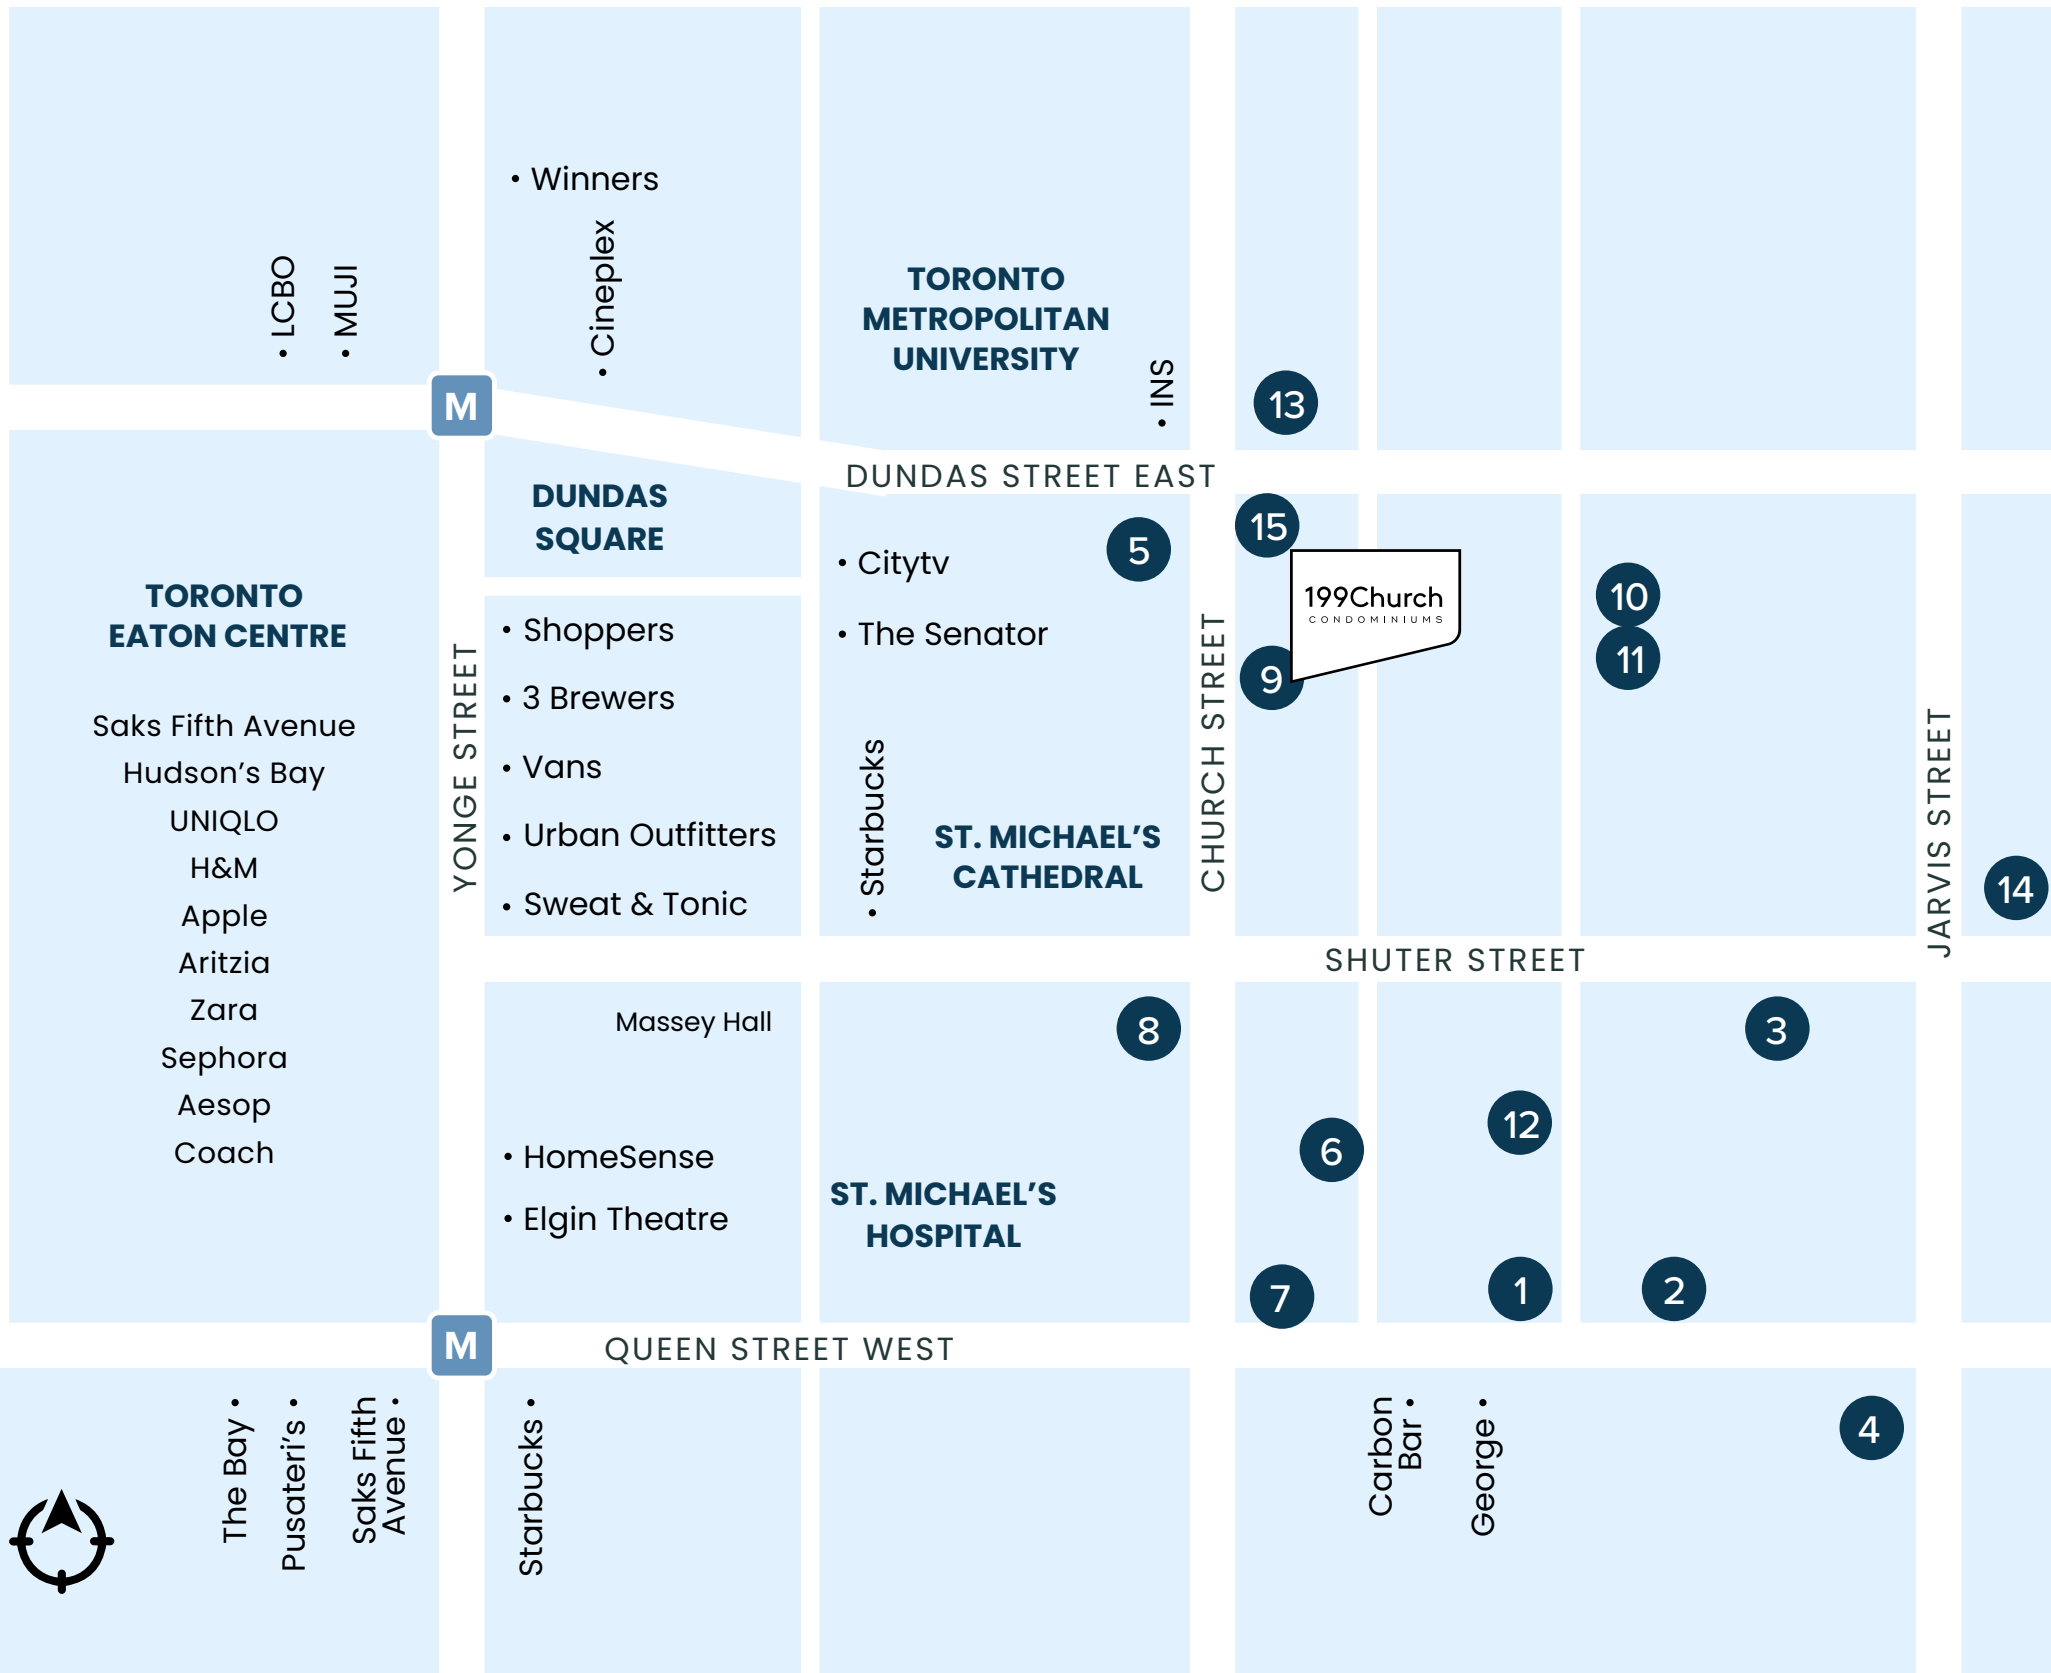 Winners
Cineplex
LCBO
MUJI
TORONTO
METROPOLITAN
UNIVERSITY
INS
13
M
DUNDAS STREET EAST
DUNDAS
SQUARE
Citytv
The Senator
5
15
199Church
CONDOMINIUMS
9
10
11
TORONTO
EATON CENTRE
Saks Fifth Avenue
Hudson’s Bay
UNIQLO
H&M
Apple
Aritzia
Zara
Sephora
Aesop
Coach
YONGE STREET
Shoppers
3 Brewers
Vans
Urban Outfitters
Sweat & Tonic
Starbucks
ST. MICHAEL’S
CATHEDRAL
CHURCH STREET
JARVIS STREET
14
SHUTER STREET
Massey Hall
8
3
12
6
HomeSense
Elgin Theatre
ST. MICHAEL’S
HOSPITAL
7
1
2
M
QUEEN STREET WEST
The Bay
Pusateri’s
Saks Fifth
Avenue
Starbucks
Carbon
Bar
George
4